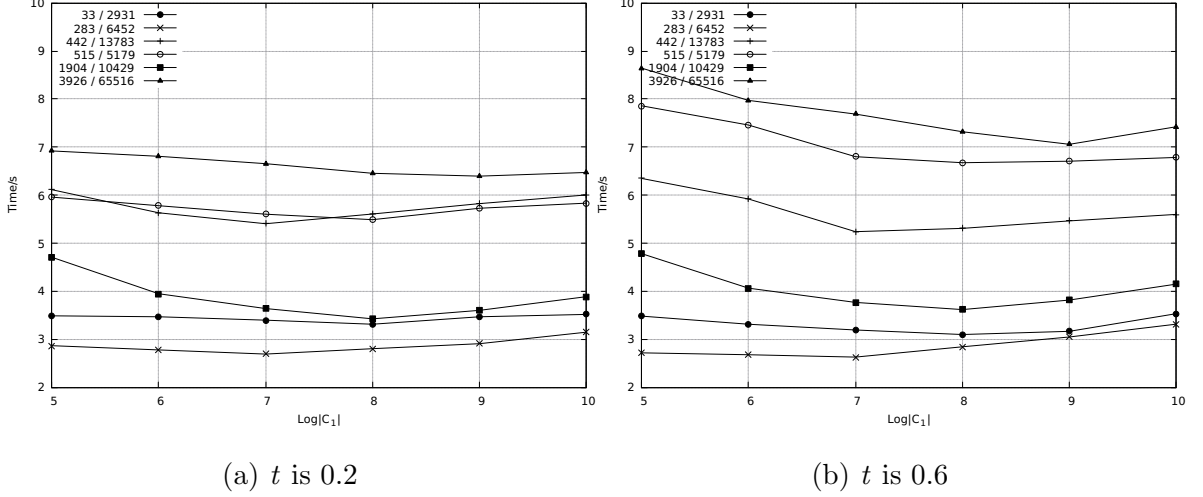 10
9
8
7
6
5
4
3
2
5 6 7 8 9 10
Time/s
Log|C1|
33 / 2931
283 / 6452
442 / 13783
515 / 5179
1904 / 10429
3926 / 65516
(a) t is 0.2
10
9
8
7
6
5
4
3
2
5 6 7 8 9 10
Time/s
Log|C1|
33 / 2931
283 / 6452
442 / 13783
515 / 5179
1904 / 10429
3926 / 65516
(b) t is 0.6